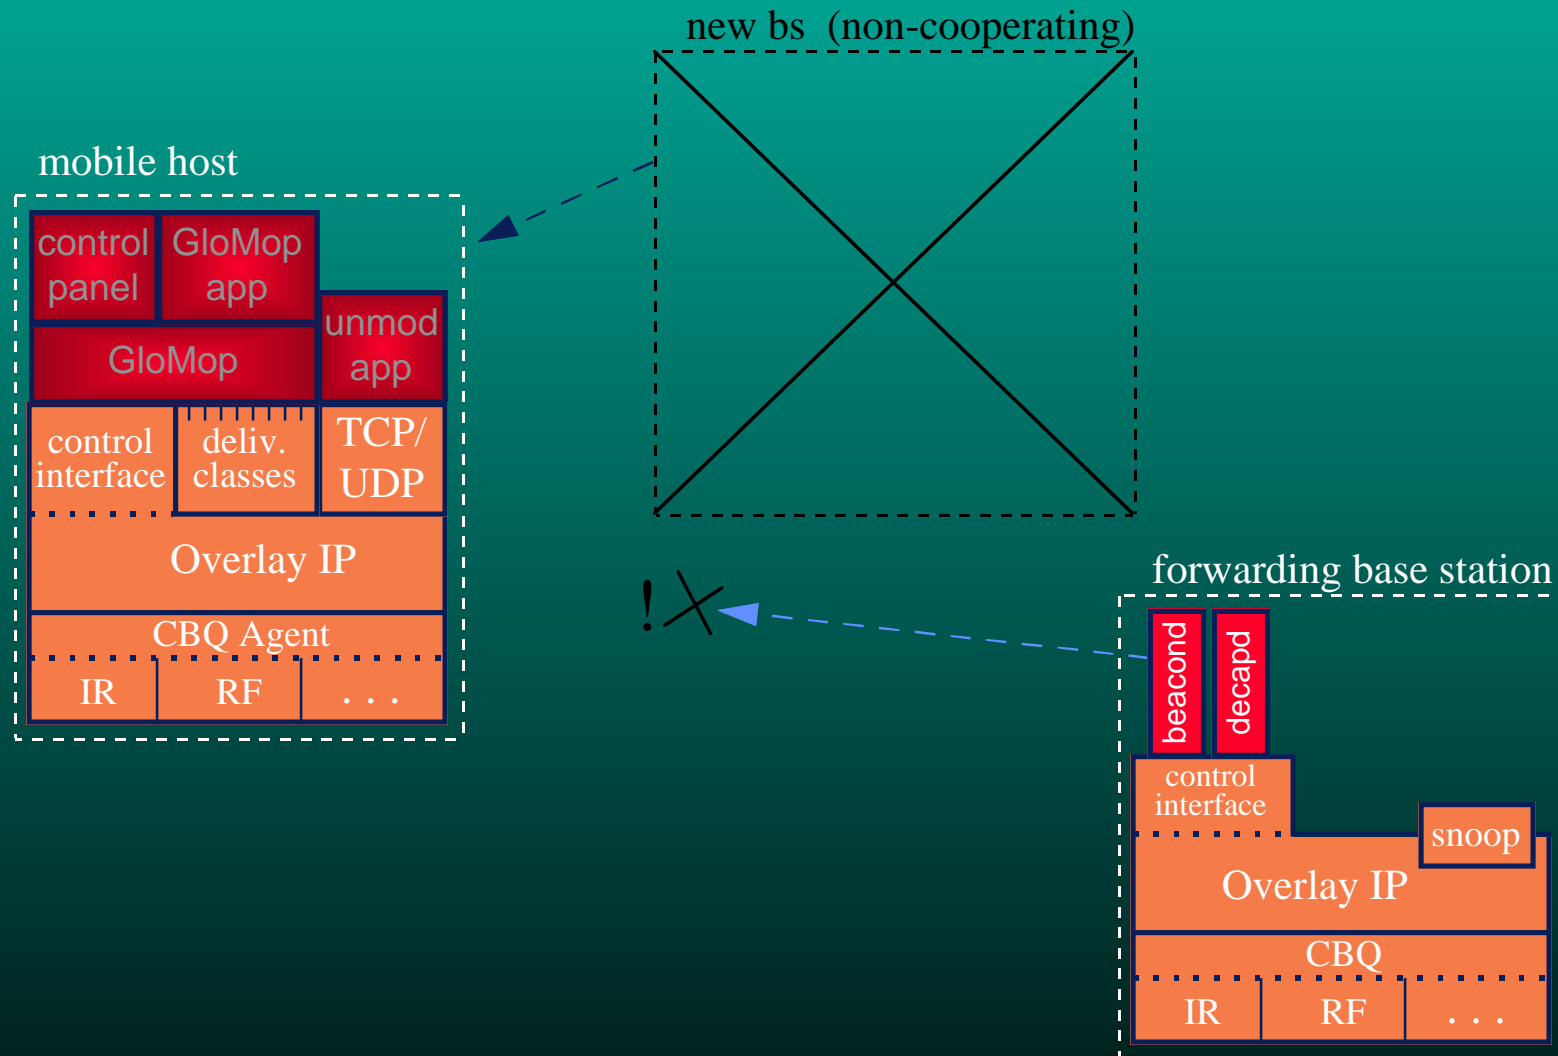 new bs (non-cooperating)
mobile host
control
panel
GloMop
app
unmod
app
GloMop
control
interface
deliv.
classes
TCP/
UDP
Overlay IP
CBQ Agent
IR
RF
. . .
!
forwarding base station
beacond
decapd
control
interface
snoop
Overlay IP
CBQ
IR
RF
. . .